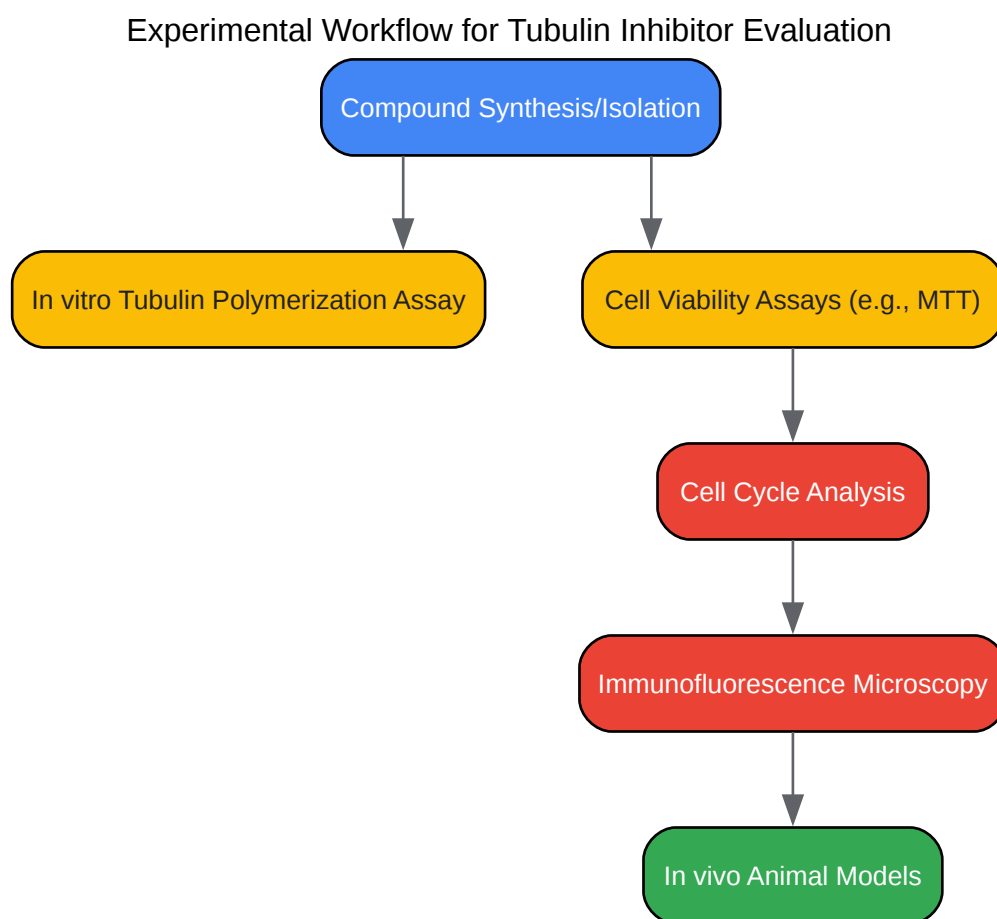 Experimental Workflow for Tubulin Inhibitor Evaluation
Compound Synthesis/Isolation
In vitro Tubulin Polymerization Assay
Cell Viability Assays (e.g., MTT)
Cell Cycle Analysis
Immunofluorescence Microscopy
In vivo Animal Models